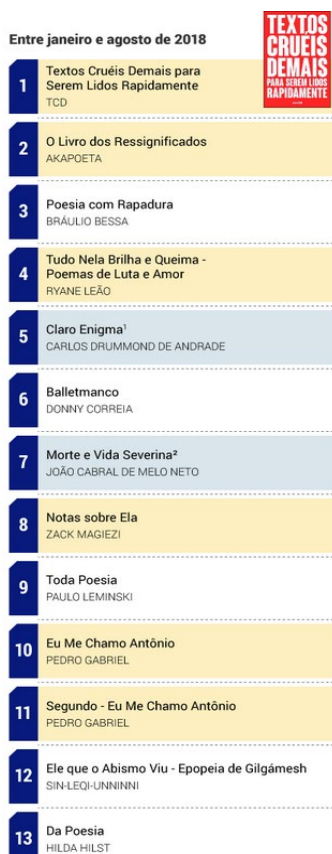 Entre janeiro e agosto de 2018
TEXTOS
CRUÉIS
DEMAIS
PARA SEREM LIDOS
RAPIDAMENTE
1
Textos Cruéis Demais para
Serem Lidos Rapidamente
TCD
2
O Livro dos Ressignificados
AKAPOETA
3
Poesia com Rapadura
BRÁULIO BESSA
4
Tudo Nela Brilha e Queima -
Poemas de Luta e Amor
RYANE LEÃO
5
Claro Enigma¹
CARLOS DRUMMOND DE ANDRADE
6
Balletmanco
DONNY CORREIA
7
Morte e Vida Severina²
JOÃO CABRAL DE MELO NETO
8
Notas sobre Ela
ZACK MAGIEZI
9
Toda Poesia
PAULO LEMINSKI
10
Eu Me Chamo Antônio
PEDRO GABRIEL
11
Segundo - Eu Me Chamo Antônio
PEDRO GABRIEL
12
Ele que o Abismo Viu - Epopeia de Gilgámesh
SIN-LEQI-UNNINNI
13
Da Poesia
HILDA HILST